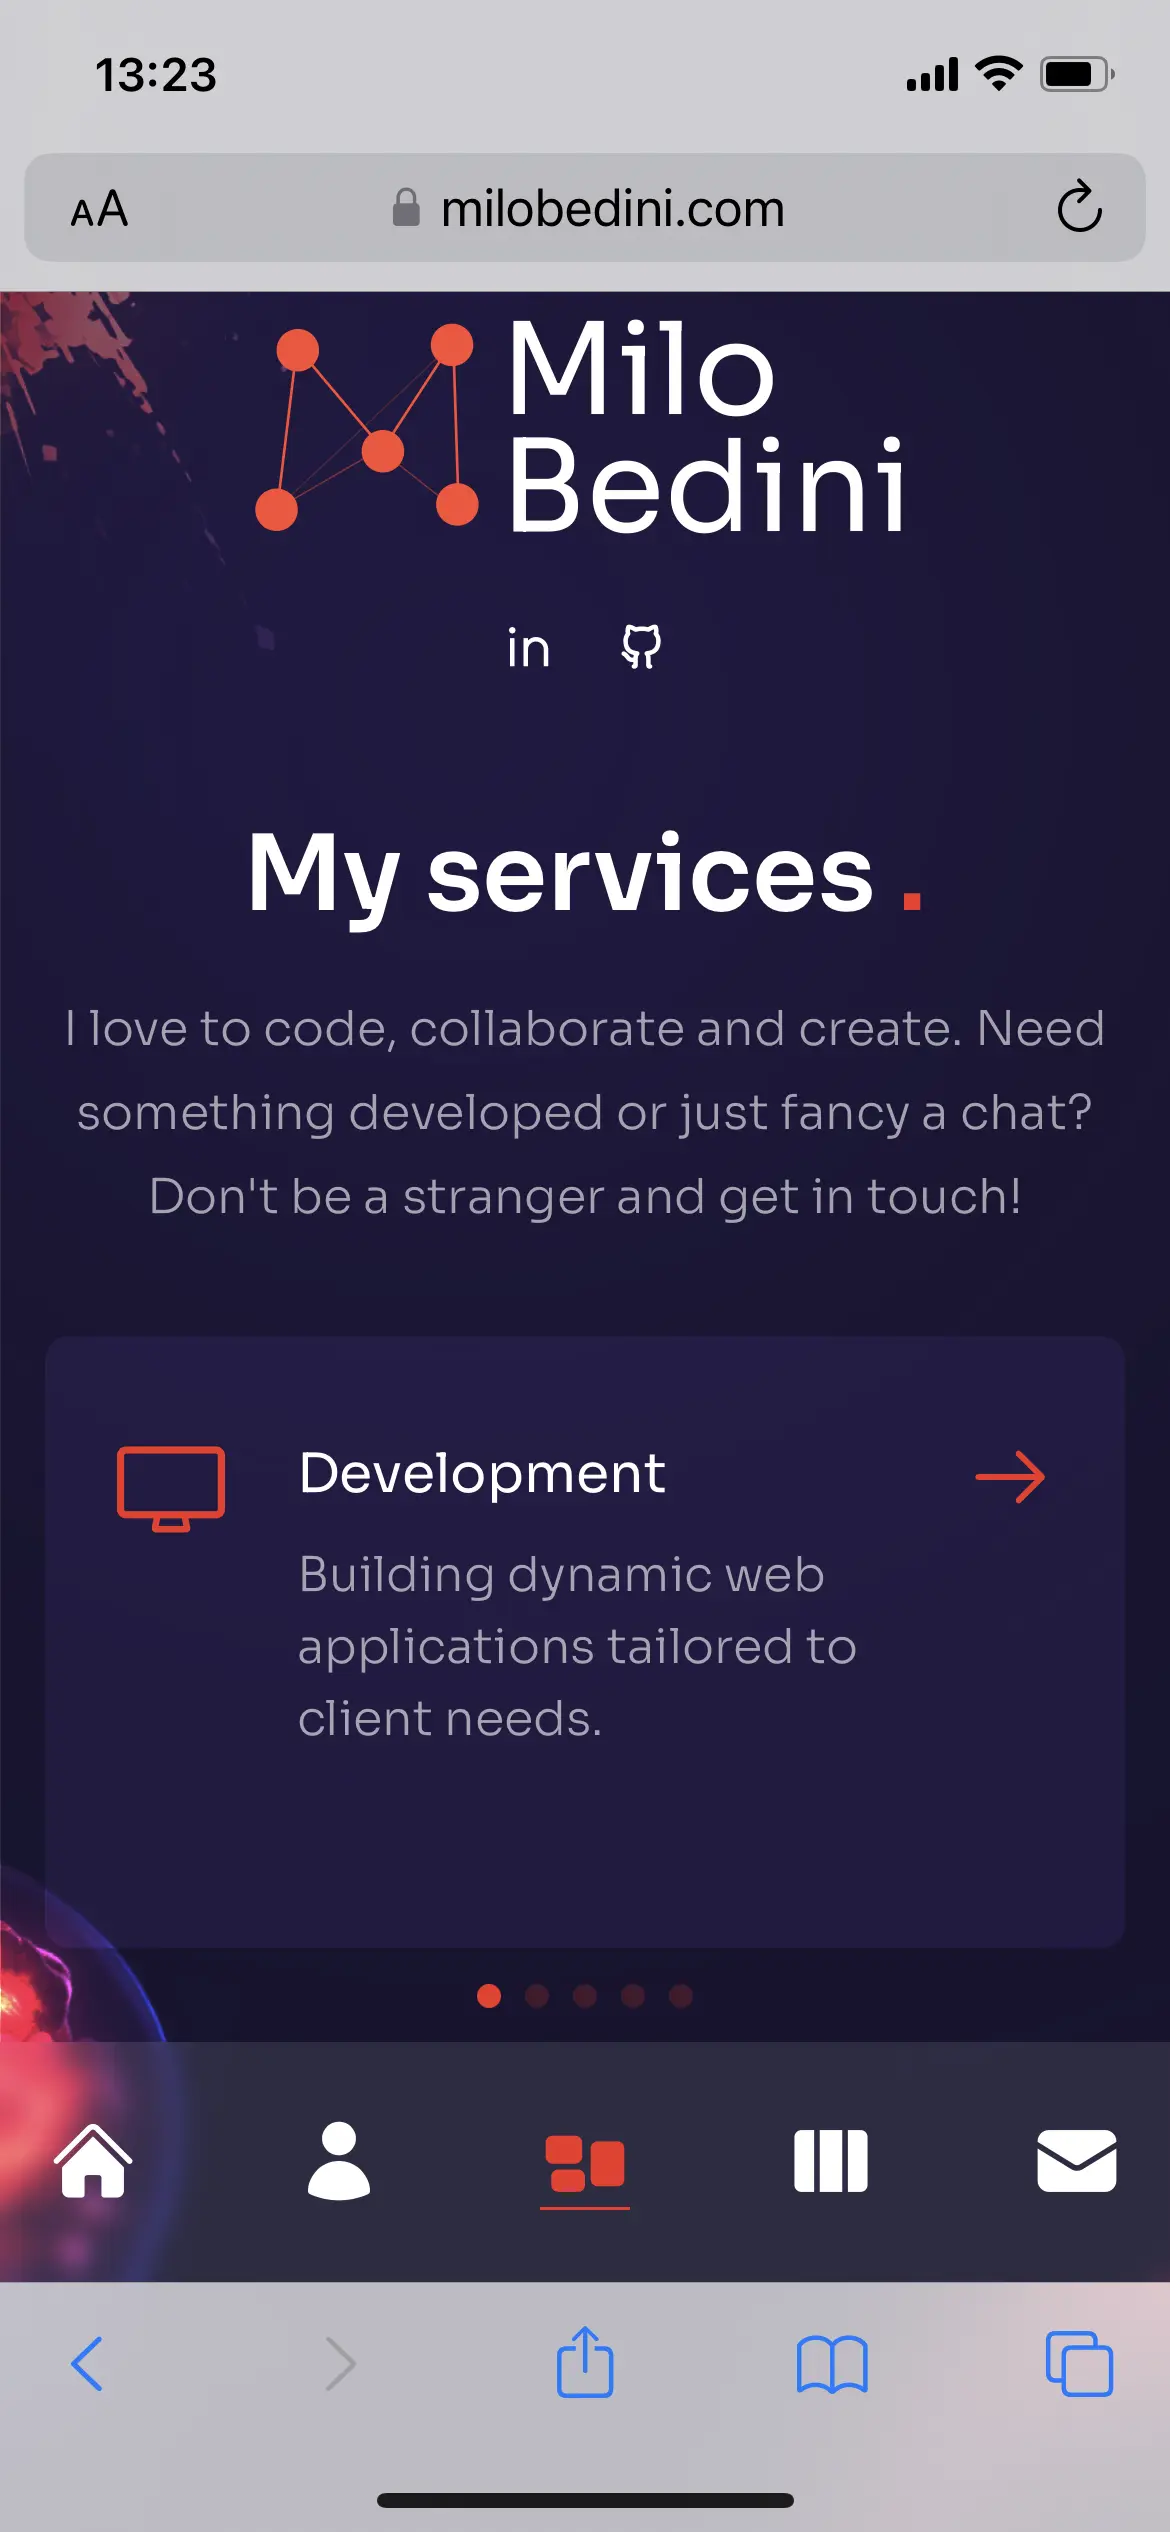 13:23
AA
milobedini.com
Milo
Bedini
in
My services .
I love to code, collaborate and create. Need
something developed or just fancy a chat?
Don't be a stranger and get in touch!
Development
Building dynamic web
applications tailored to
client needs.